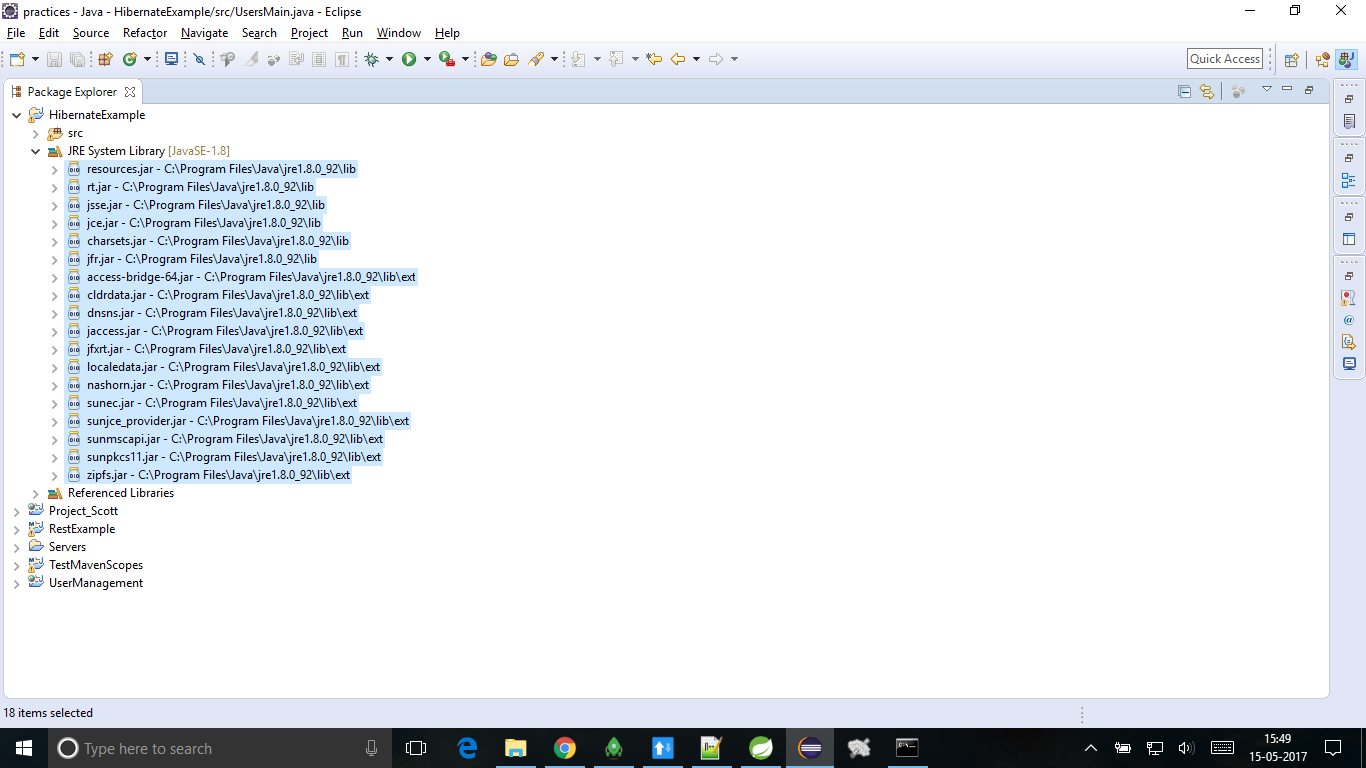 practices - Java - HibernateExample/src/UsersMain.java - Eclipse
File Edit Source Refactor Navigate Search Project Run Window Help
Quick Access
Package Explorer
HibernateExample
src
JRE System Library [JavaSE-1.8]
resources.jar - C:\Program Files\Java\jre1.8.0_92\lib
rt.jar - C:\Program Files\Java\jre1.8.0_92\lib
jsse.jar - C:\Program Files\Java\jre1.8.0_92\lib
jce.jar - C:\Program Files\Java\jre1.8.0_92\lib
charsets.jar - C:\Program Files\Java\jre1.8.0_92\lib
jfr.jar - C:\Program Files\Java\jre1.8.0_92\lib
access-bridge-64.jar - C:\Program Files\Java\jre1.8.0_92\lib\ext
cldrdata.jar - C:\Program Files\Java\jre1.8.0_92\lib\ext
dnsns.jar - C:\Program Files\Java\jre1.8.0_92\lib\ext
jaccess.jar - C:\Program Files\Java\jre1.8.0_92\lib\ext
jfxrt.jar - C:\Program Files\Java\jre1.8.0_92\lib\ext
localedata.jar - C:\Program Files\Java\jre1.8.0_92\lib\ext
nashorn.jar - C:\Program Files\Java\jre1.8.0_92\lib\ext
sunec.jar - C:\Program Files\Java\jre1.8.0_92\lib\ext
sunjce_provider.jar - C:\Program Files\Java\jre1.8.0_92\lib\ext
sunmscapi.jar - C:\Program Files\Java\jre1.8.0_92\lib\ext
sunpkcs11.jar - C:\Program Files\Java\jre1.8.0_92\lib\ext
zipfs.jar - C:\Program Files\Java\jre1.8.0_92\lib\ext
Referenced Libraries
Project_Scott
RestExample
Servers
TestMavenScopes
UserManagement
18 items selected
Type here to search
15:49
15-05-2017